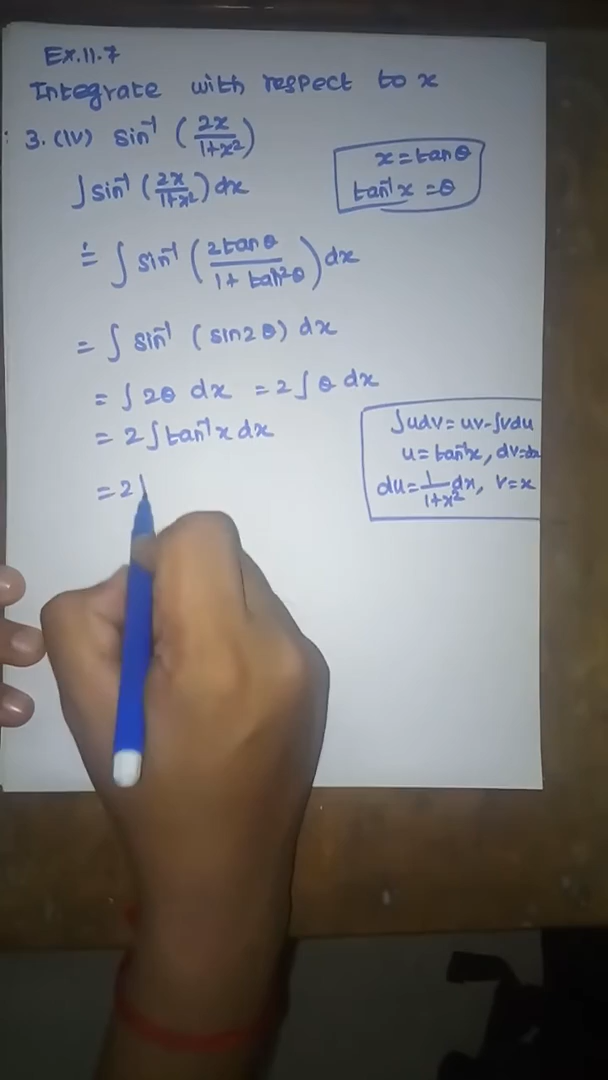 Ex.11.7
Integrate with respect to x
3. (iv) sin⁻¹ (2x/1+x²)
∫ sin⁻¹ (2x/1+x²) dx
x = tan θ
tan⁻¹ x = θ
= ∫ sin⁻¹ (2 tan θ/1 + tan² θ) dx
= ∫ sin⁻¹ (sin 2θ) dx
= ∫ 2θ dx = 2 ∫ θ dx
= 2 ∫ tan⁻¹ x dx
∫ u dv = uv - ∫ v du
u = tan⁻¹ x, dv =
du = 1/1+x² dx, v = x
= 2